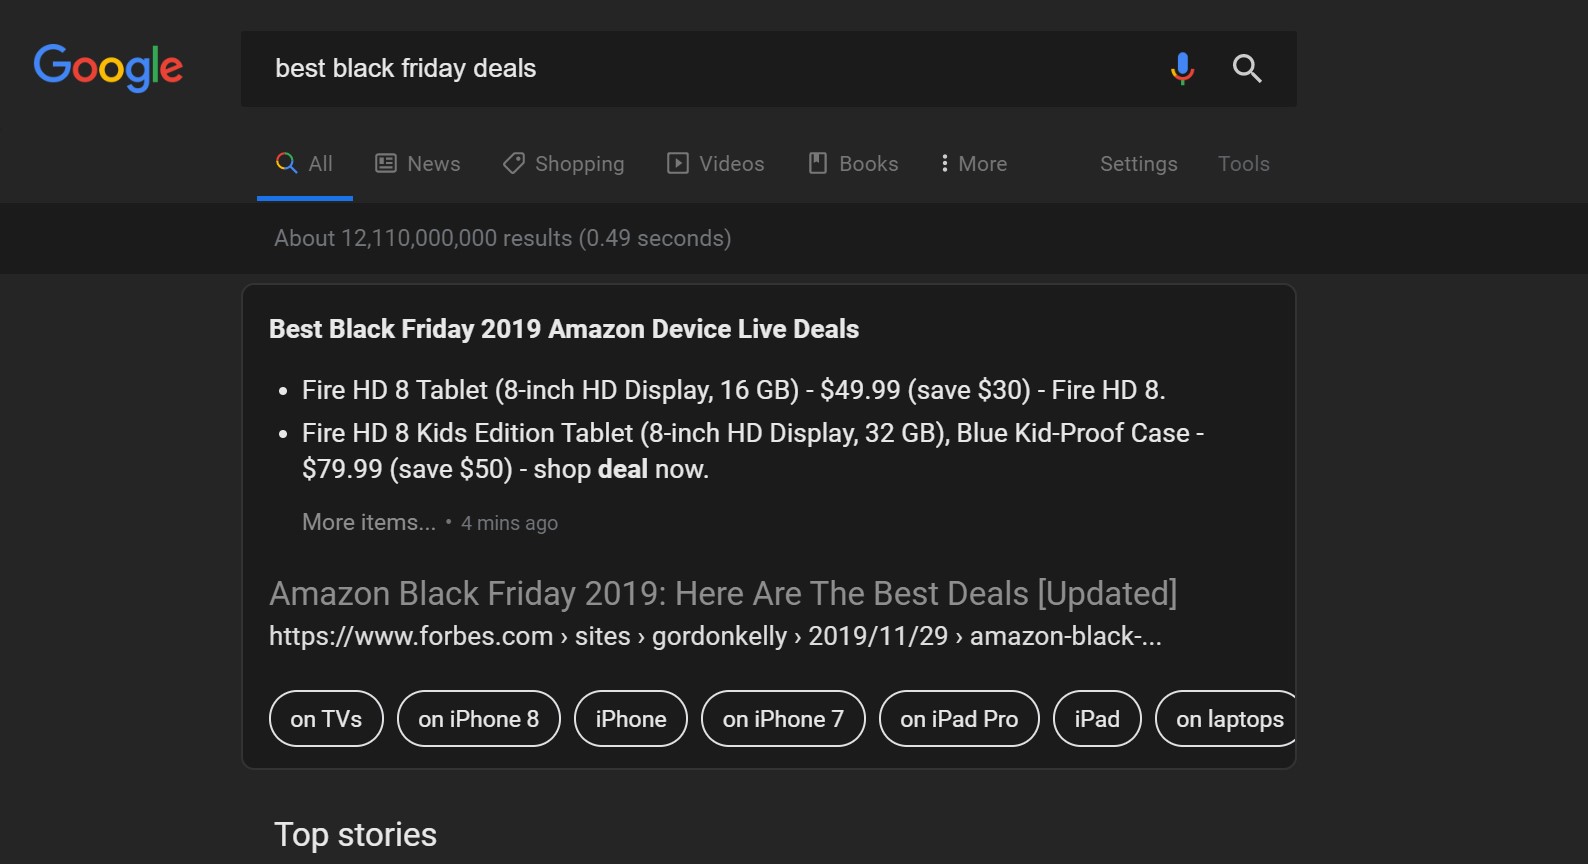 Google
best black friday deals
All News Shopping Videos Books More Settings Tools
About 12,110,000,000 results (0.49 seconds)
Best Black Friday 2019 Amazon Device Live Deals
• Fire HD 8 Tablet (8-inch HD Display, 16 GB) - $49.99 (save $30) - Fire HD 8.
• Fire HD 8 Kids Edition Tablet (8-inch HD Display, 32 GB), Blue Kid-Proof Case -
$79.99 (save $50) - shop deal now.
More items... • 4 mins ago
Amazon Black Friday 2019: Here Are The Best Deals [Updated]
https://www.forbes.com › sites › gordonkelly › 2019/11/29 › amazon-black-...
on TVs on iPhone 8 iPhone on iPhone 7 on iPad Pro iPad on laptops
Top stories